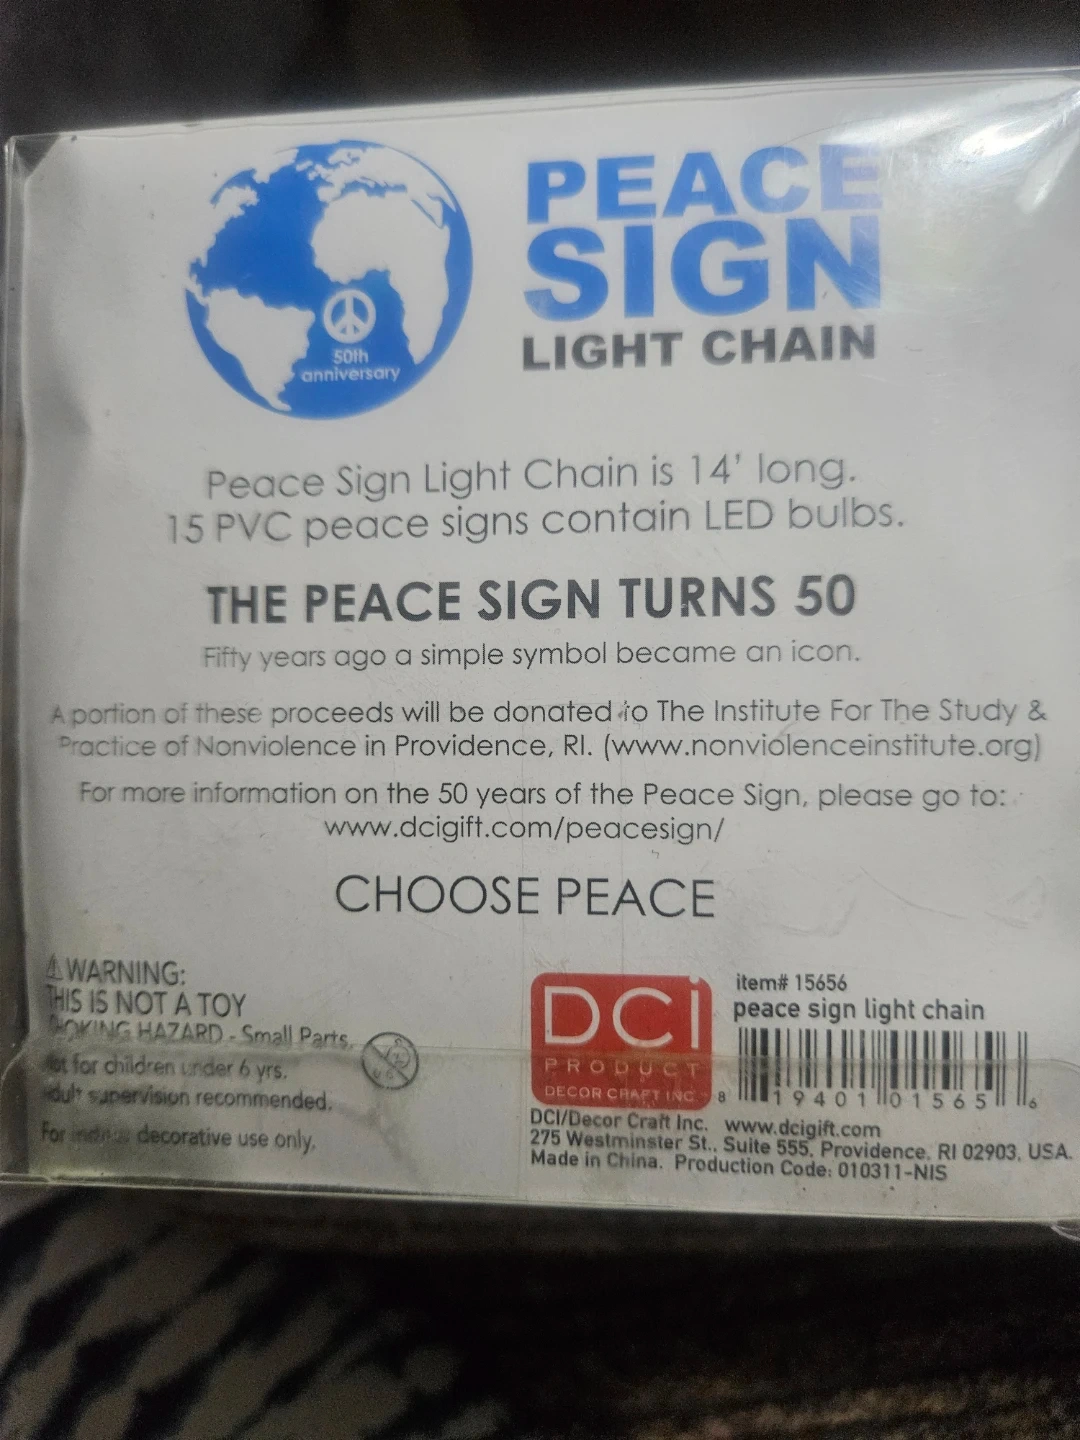 PEACE
SIGN
LIGHT CHAIN
50th
anniversary
Peace Sign Light Chain is 14' long.
15 PVC peace signs contain LED bulbs.
THE PEACE SIGN TURNS 50
Fifty years ago a simple symbol became an icon.
A portion of these proceeds will be donated to The Institute For The Study &
Practice of Nonviolence in Providence, RI. (www.nonviolenceinstitute.org)
For more information on the 50 years of the Peace Sign, please go to:
www.dcigift.com/peacesign/
CHOOSE PEACE
⚠WARNING:
THIS IS NOT A TOY
CHOKING HAZARD - Small Parts.
Not for children under 6 yrs.
Adult supervision recommended.
For indoor decorative use only.
DCi
PRODUCT
DECOR CRAFT INC.
item# 15656
peace sign light chain
8 19401 01565 6
DCI/Decor Craft Inc. www.dcigift.com
275 Westminster St., Suite 555, Providence, RI 02903, USA.
Made in China. Production Code: 010311-NIS